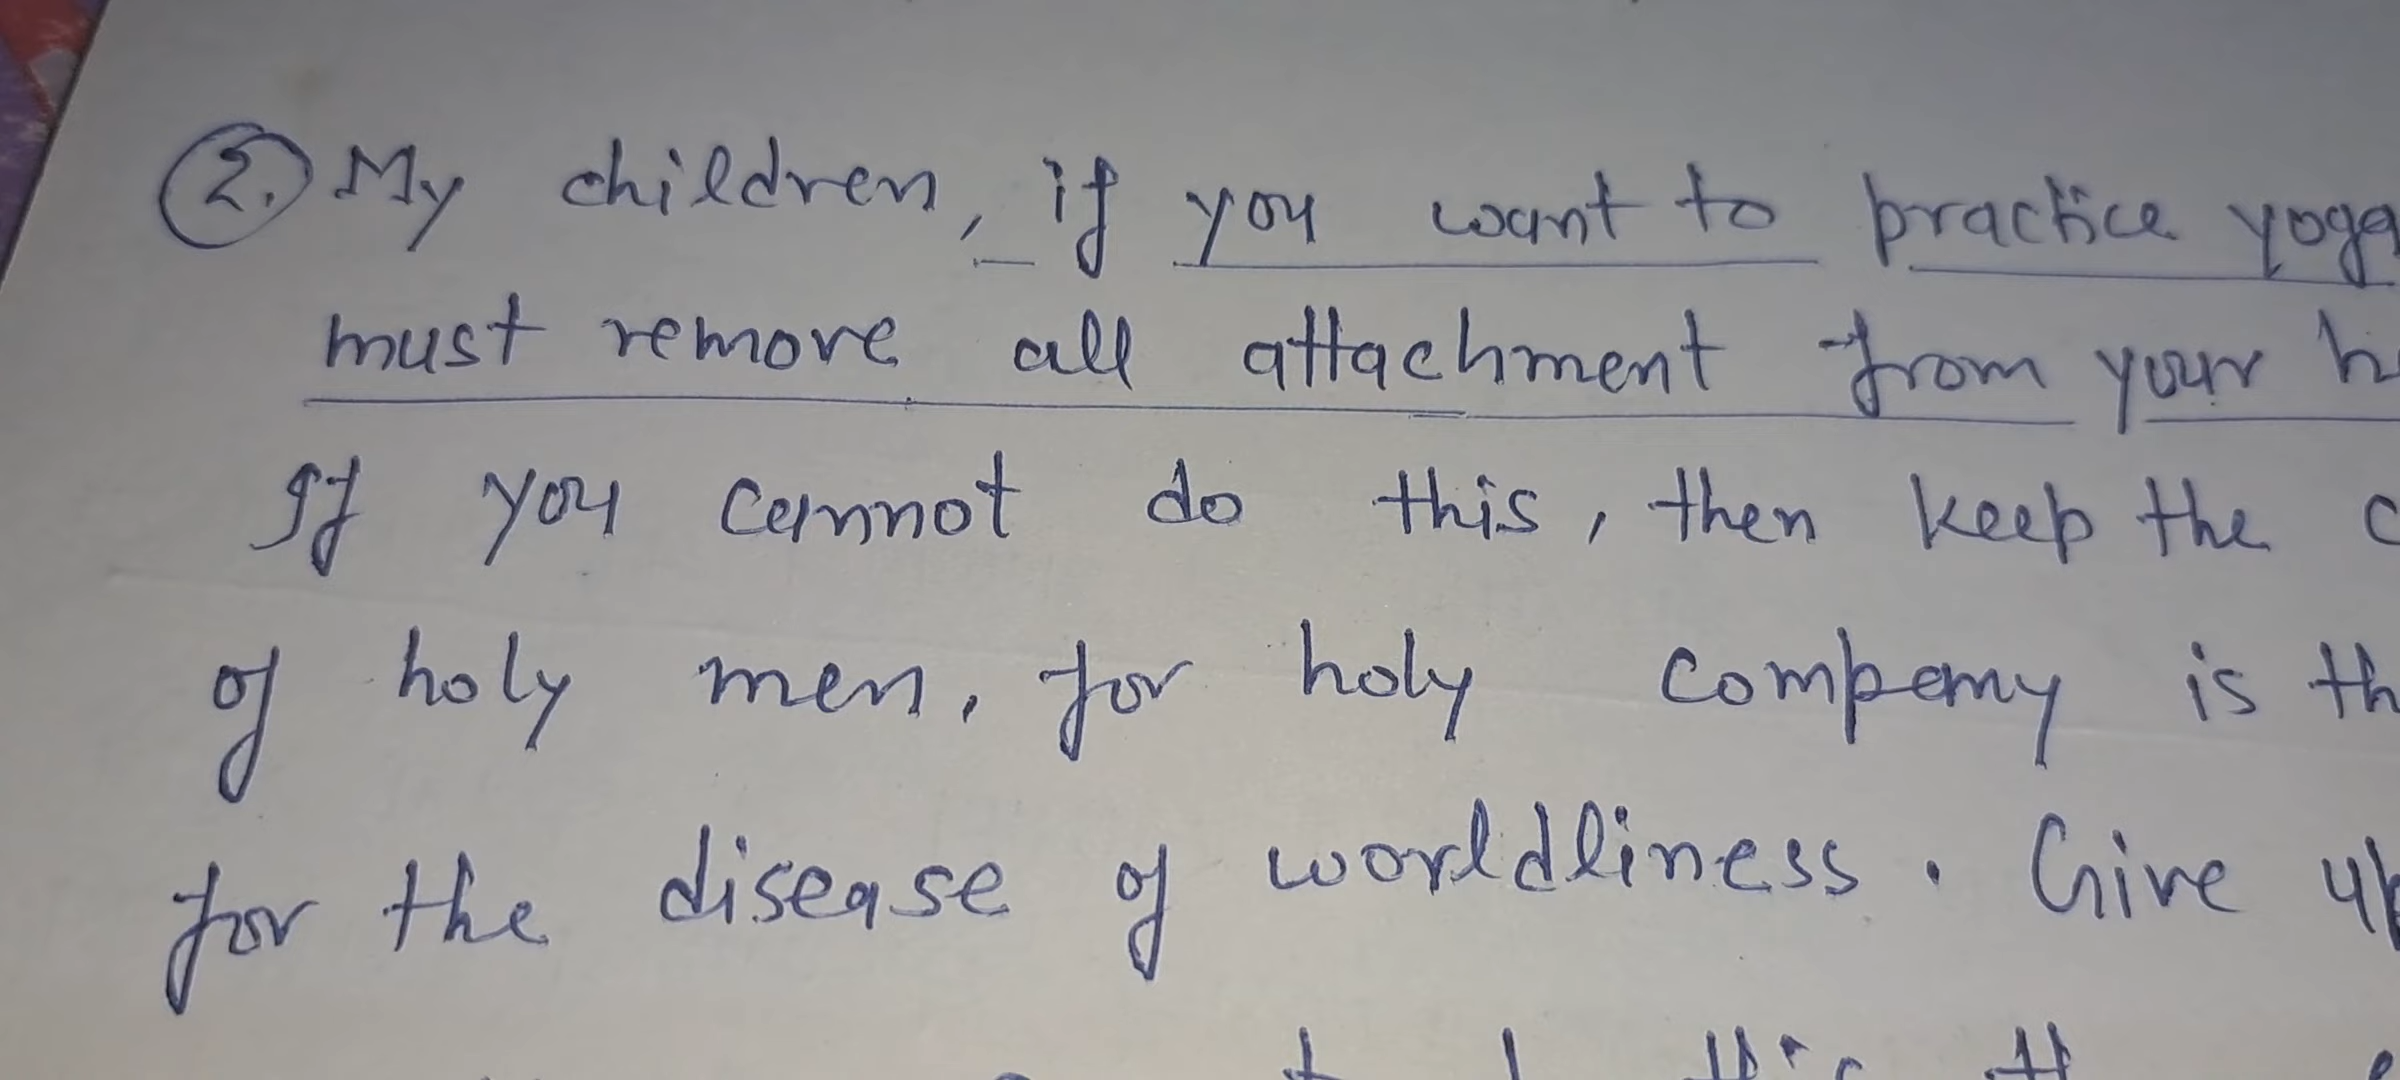 2. My children, if you want to practice yoga
must remove all attachment from your
If you cannot do this, then keep the
of holy men, for holy company is
for the disease of worldliness. Give